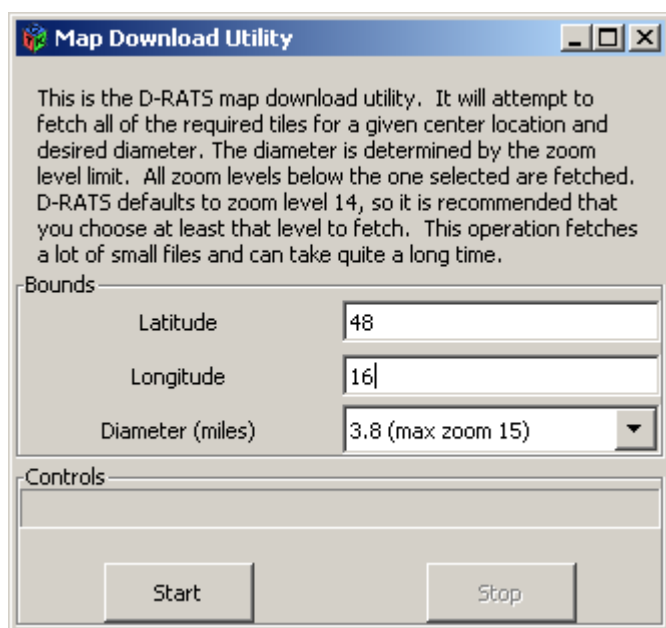 Map Download Utility
This is the D-RATS map download utility.  It will attempt to
fetch all of the required tiles for a given center location and
desired diameter. The diameter is determined by the zoom
level limit.  All zoom levels below the one selected are fetched.
D-RATS defaults to zoom level 14, so it is recommended that
you choose at least that level to fetch.  This operation fetches
a lot of small files and can take quite a long time.
Bounds
Latitude 48
Longitude 16
Diameter (miles) 3.8 (max zoom 15)
Controls
Start Stop